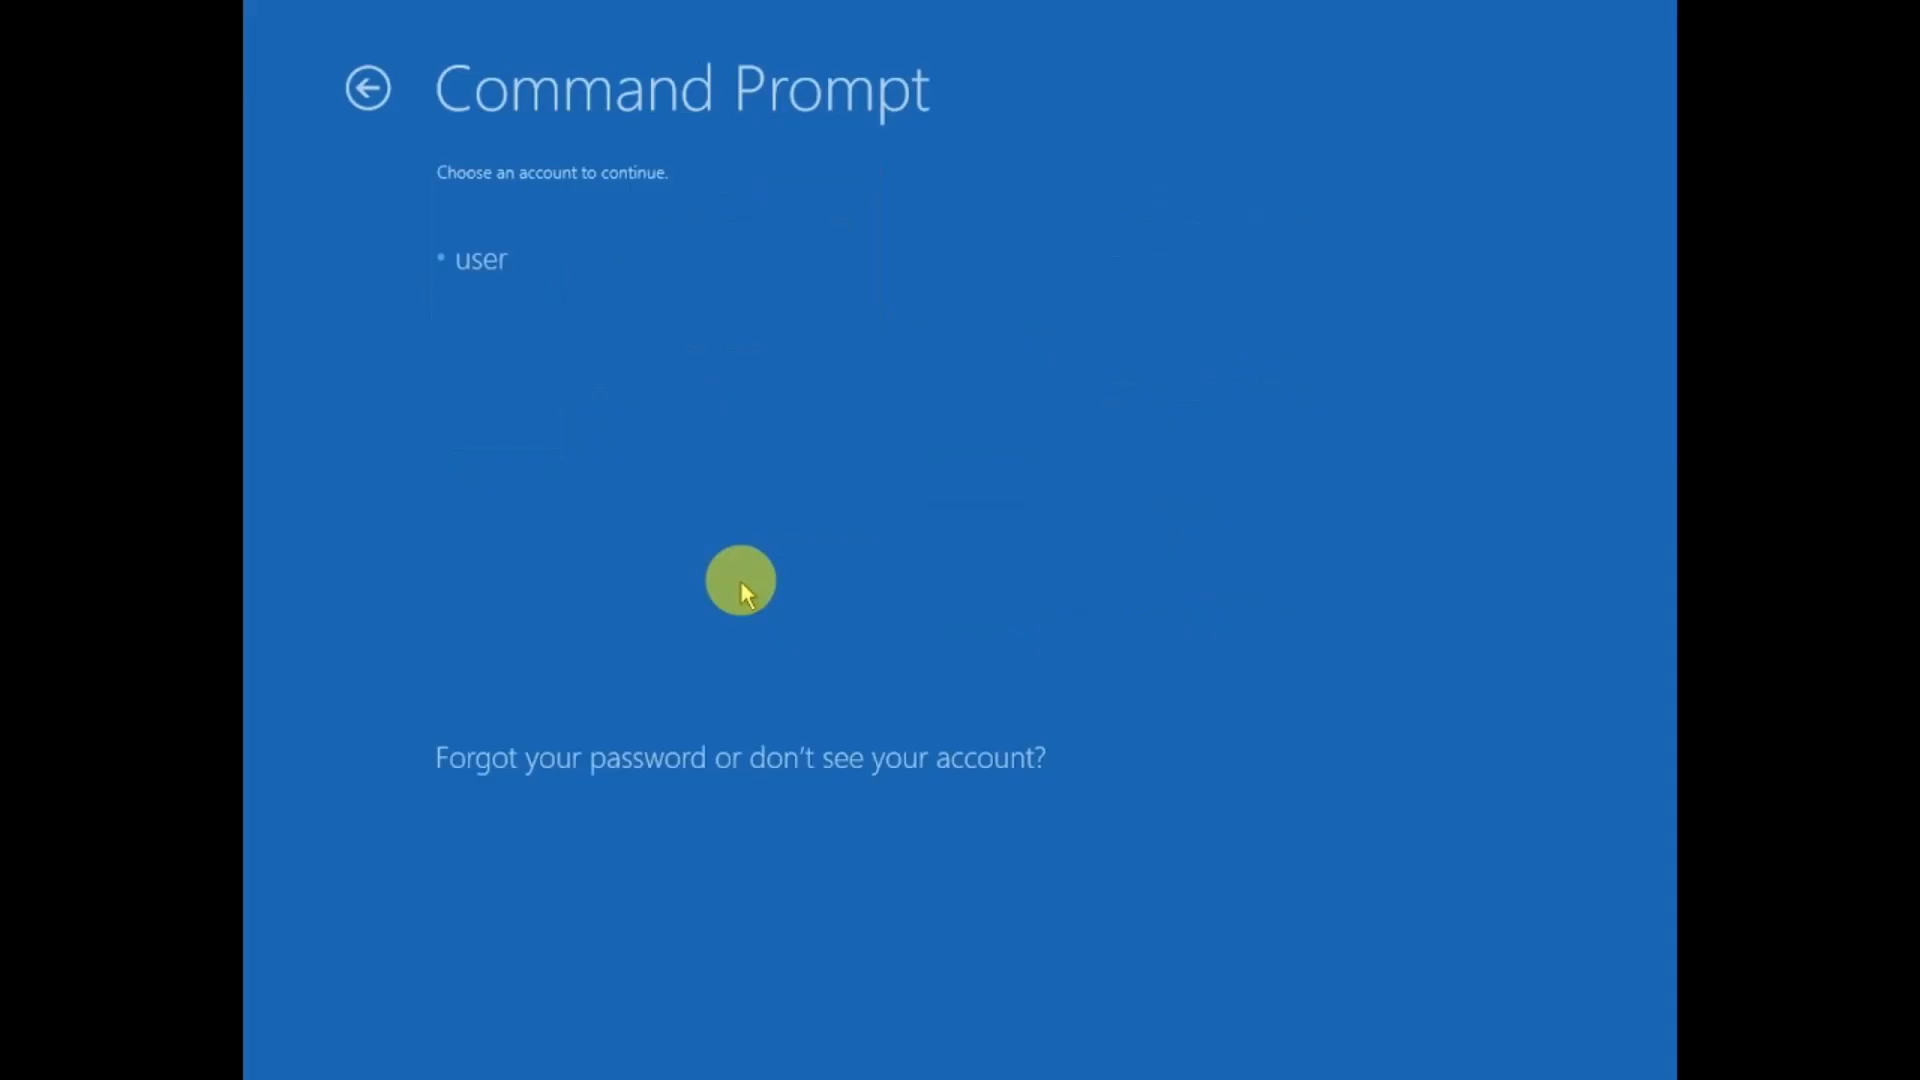 Command Prompt
Choose an account to continue.
• user
Forgot your password or don't see your account?